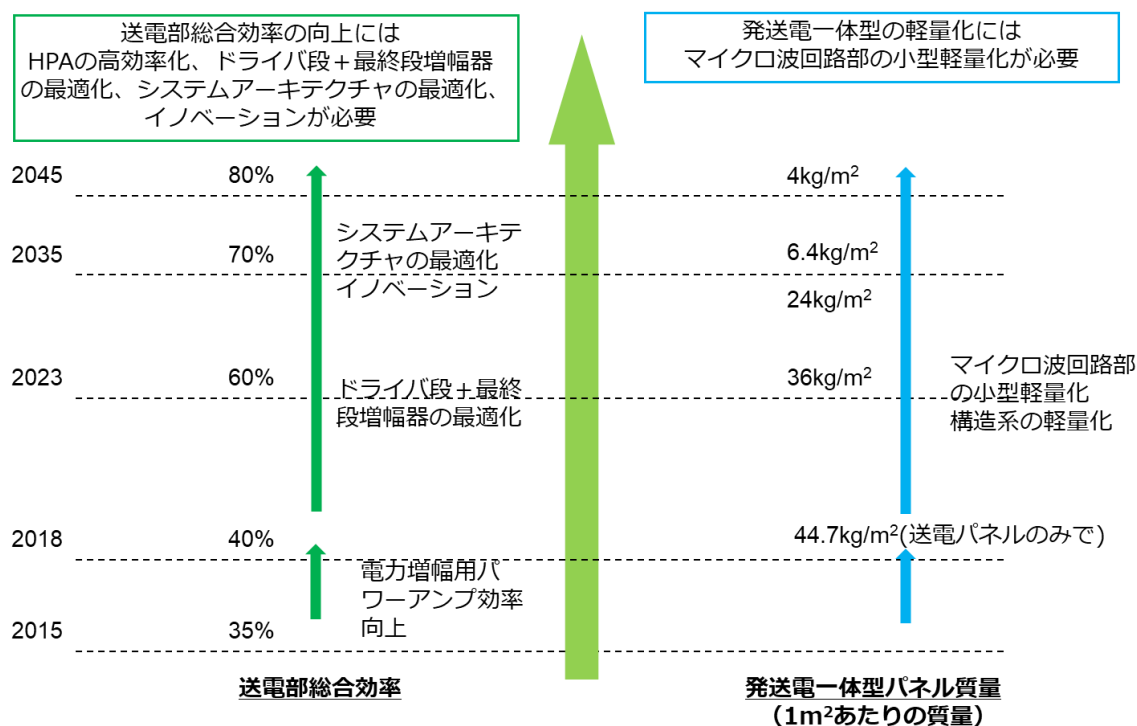 送電部総合効率の向上には
HPAの高効率化、ドライバ段＋最終段増幅器
の最適化、システムアーキテクチャの最適化、
イノベーションが必要
発送電一体型の軽量化には
マイクロ波回路部の小型軽量化が必要
2045 80% 4kg/m²
システムアーキテ
クチャの最適化
イノベーション
2035 70% 6.4kg/m²
24kg/m²
2023 60% 36kg/m²
ドライバ段＋最終
段増幅器の最適化
マイクロ波回路部
の小型軽量化
構造系の軽量化
2018 40% 44.7kg/m²(送電パネルのみで)
電力増幅用パ
ワーアンプ効率
向上
2015 35%
送電部総合効率
発送電一体型パネル質量
（1m²あたりの質量）